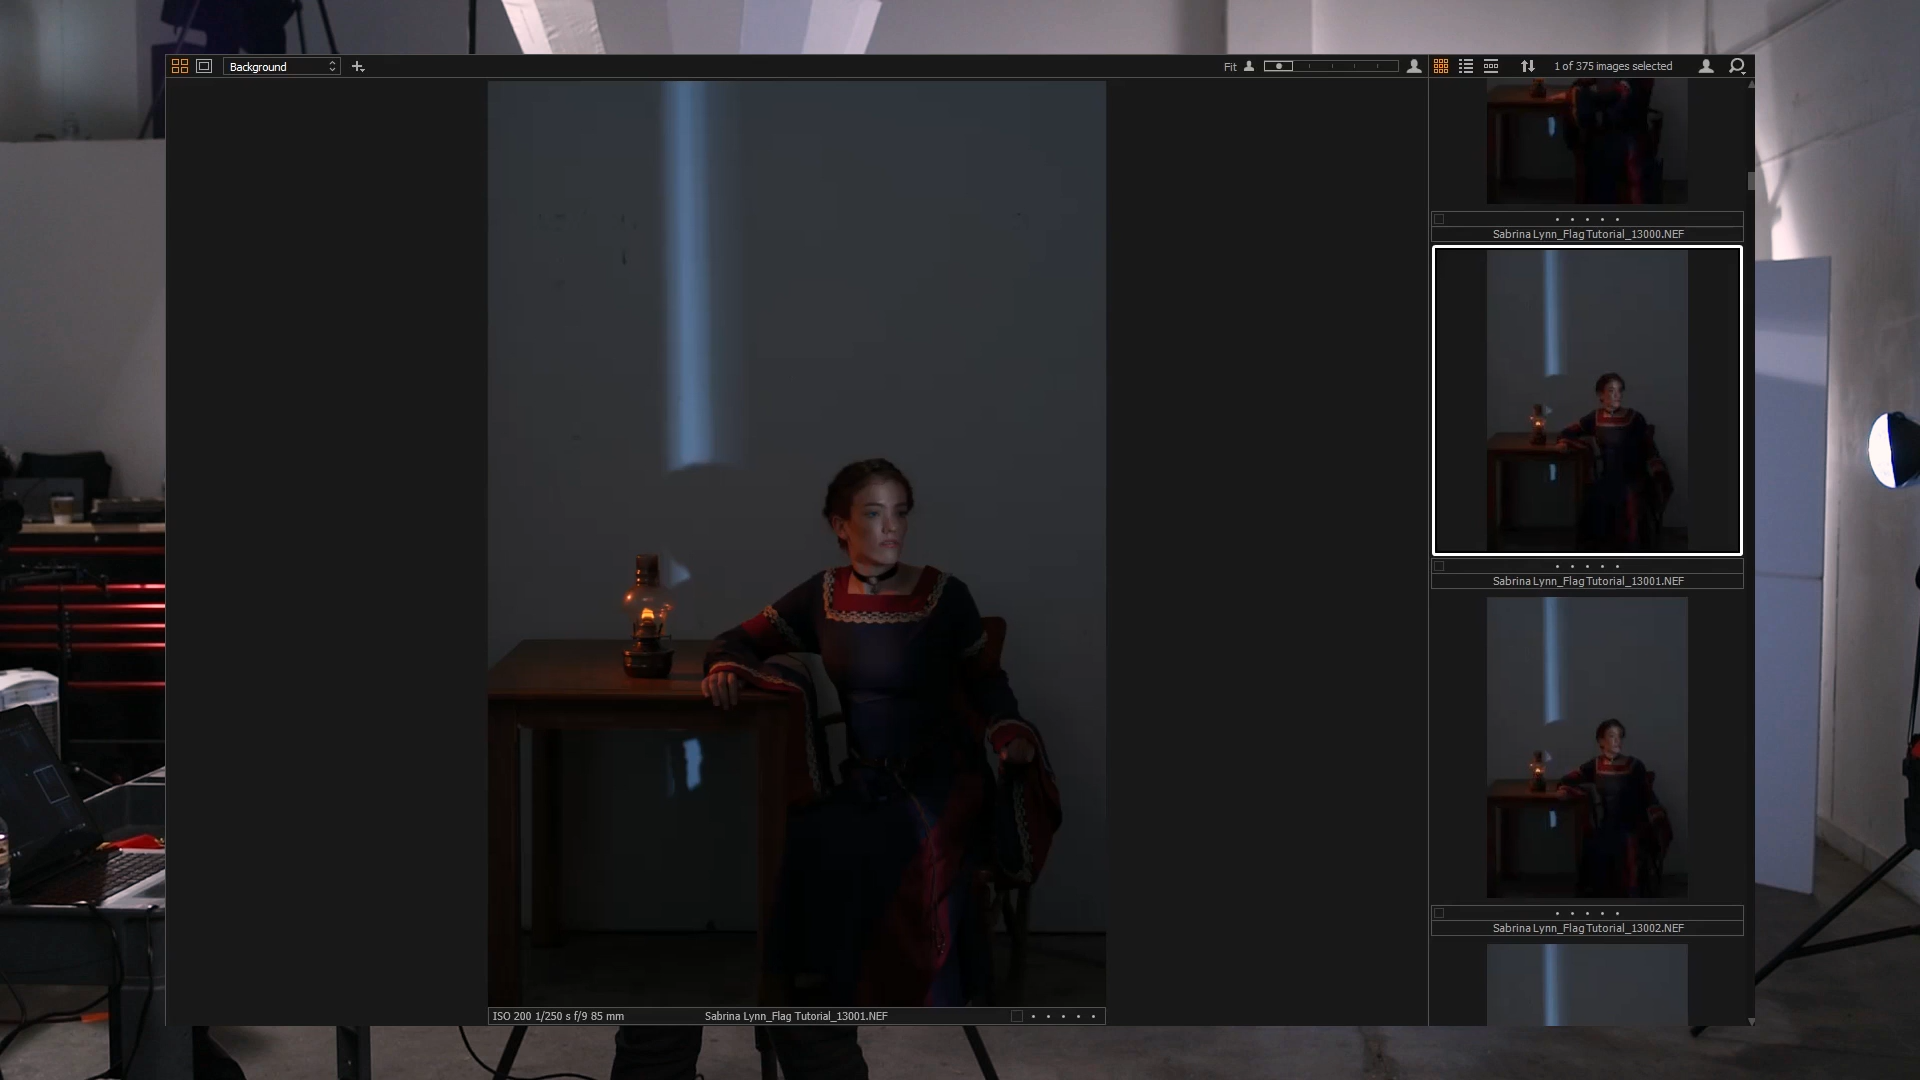 Background
Fit
1 of 375 images selected
Sabrina Lynn_Flag Tutorial_13000.NEF
Sabrina Lynn_Flag Tutorial_13001.NEF
Sabrina Lynn_Flag Tutorial_13002.NEF
ISO 200 1/250 s f/9 85 mm
Sabrina Lynn_Flag Tutorial_13001.NEF